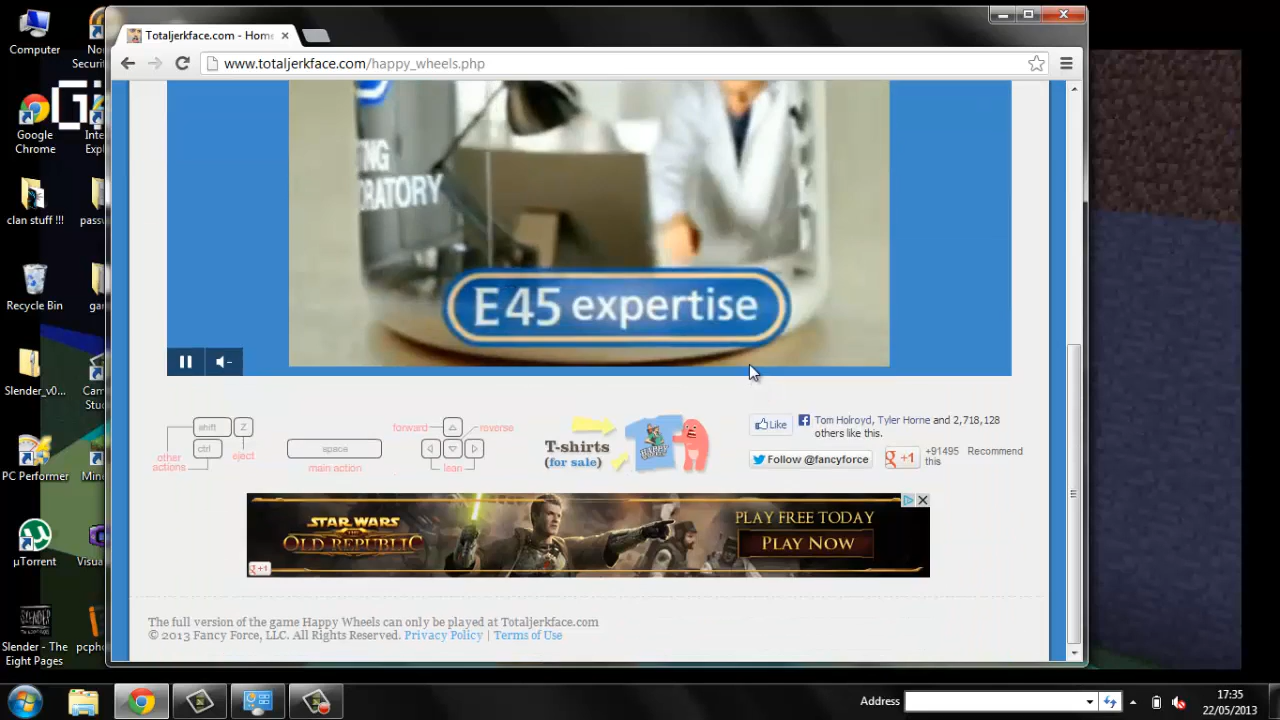 Totaljerkface.com - Home
www.totaljerkface.com/happy_wheels.php
Computer
Google
Chrome
clan stuff !!!
Recycle Bin
Slender_v0...
PC Performer
µTorrent
Slender - The
Eight Pages
ORATORY
E45 expertise
shift
Z
ctrl
other
actions
eject
space
main action
forward
reverse
lean
T-shirts
(for sale)
Like
Tom Holroyd, Tyler Horne and 2,718,128
others like this.
Follow @fancyforce
+1
+91495 Recommend
this
STAR WARS
THE OLD REPUBLIC
PLAY FREE TODAY
PLAY NOW
+1
The full version of the game Happy Wheels can only be played at Totaljerkface.com
© 2013 Fancy Force, LLC. All Rights Reserved. Privacy Policy | Terms of Use
Address
17:35
22/05/2013